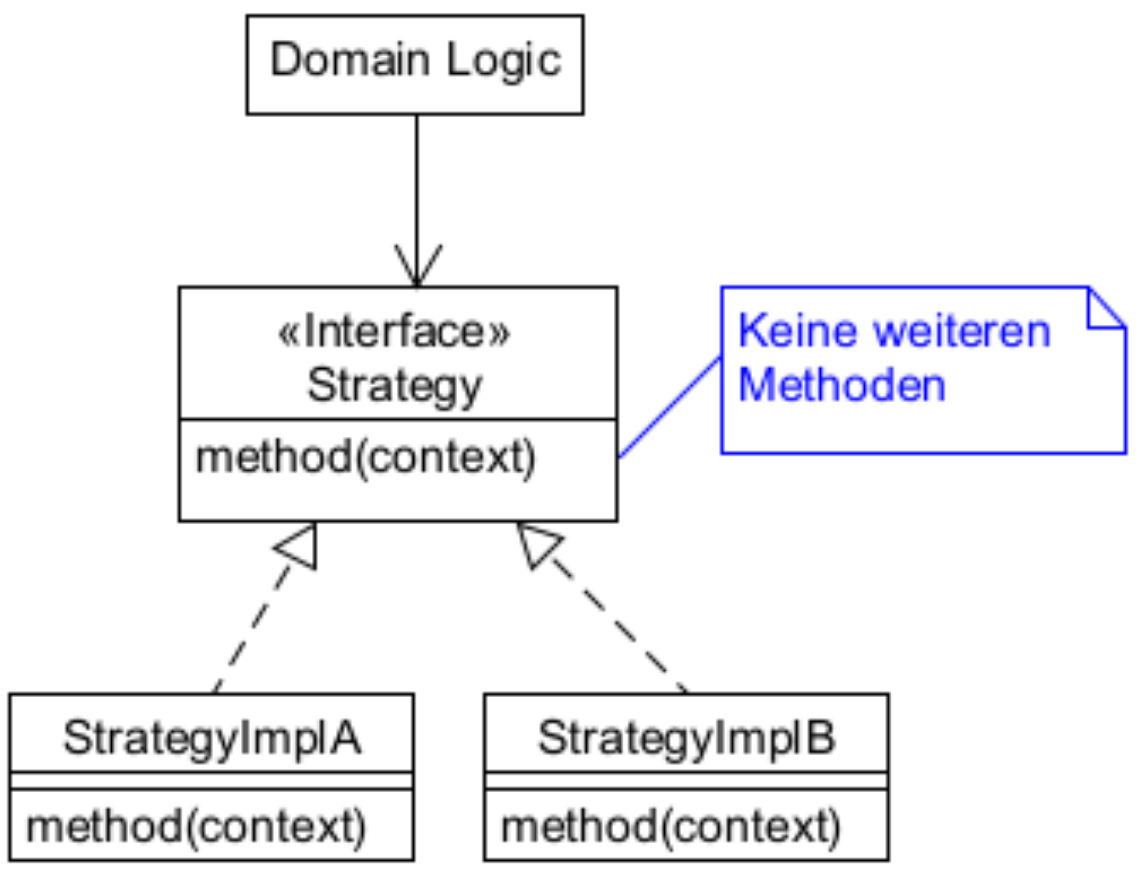 Domain Logic
«Interface»
Strategy
method(context)
Keine weiteren
Methoden
StrategyImplA
method(context)
StrategyImplB
method(context)